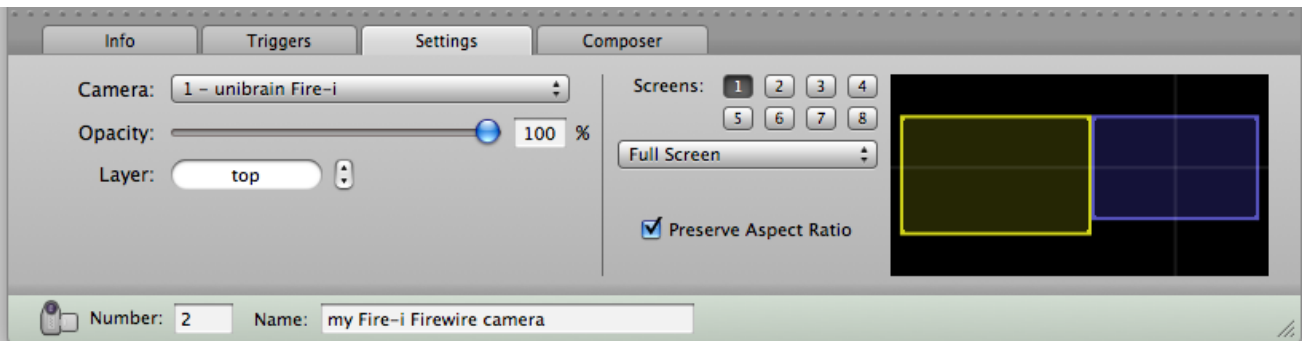 Info Triggers Settings Composer
Camera: 1 – unibrain Fire-i
Opacity: 100 %
Layer: top
Screens: 1 2 3 4
5 6 7 8
Full Screen
Preserve Aspect Ratio
Number: 2 Name: my Fire-i Firewire camera